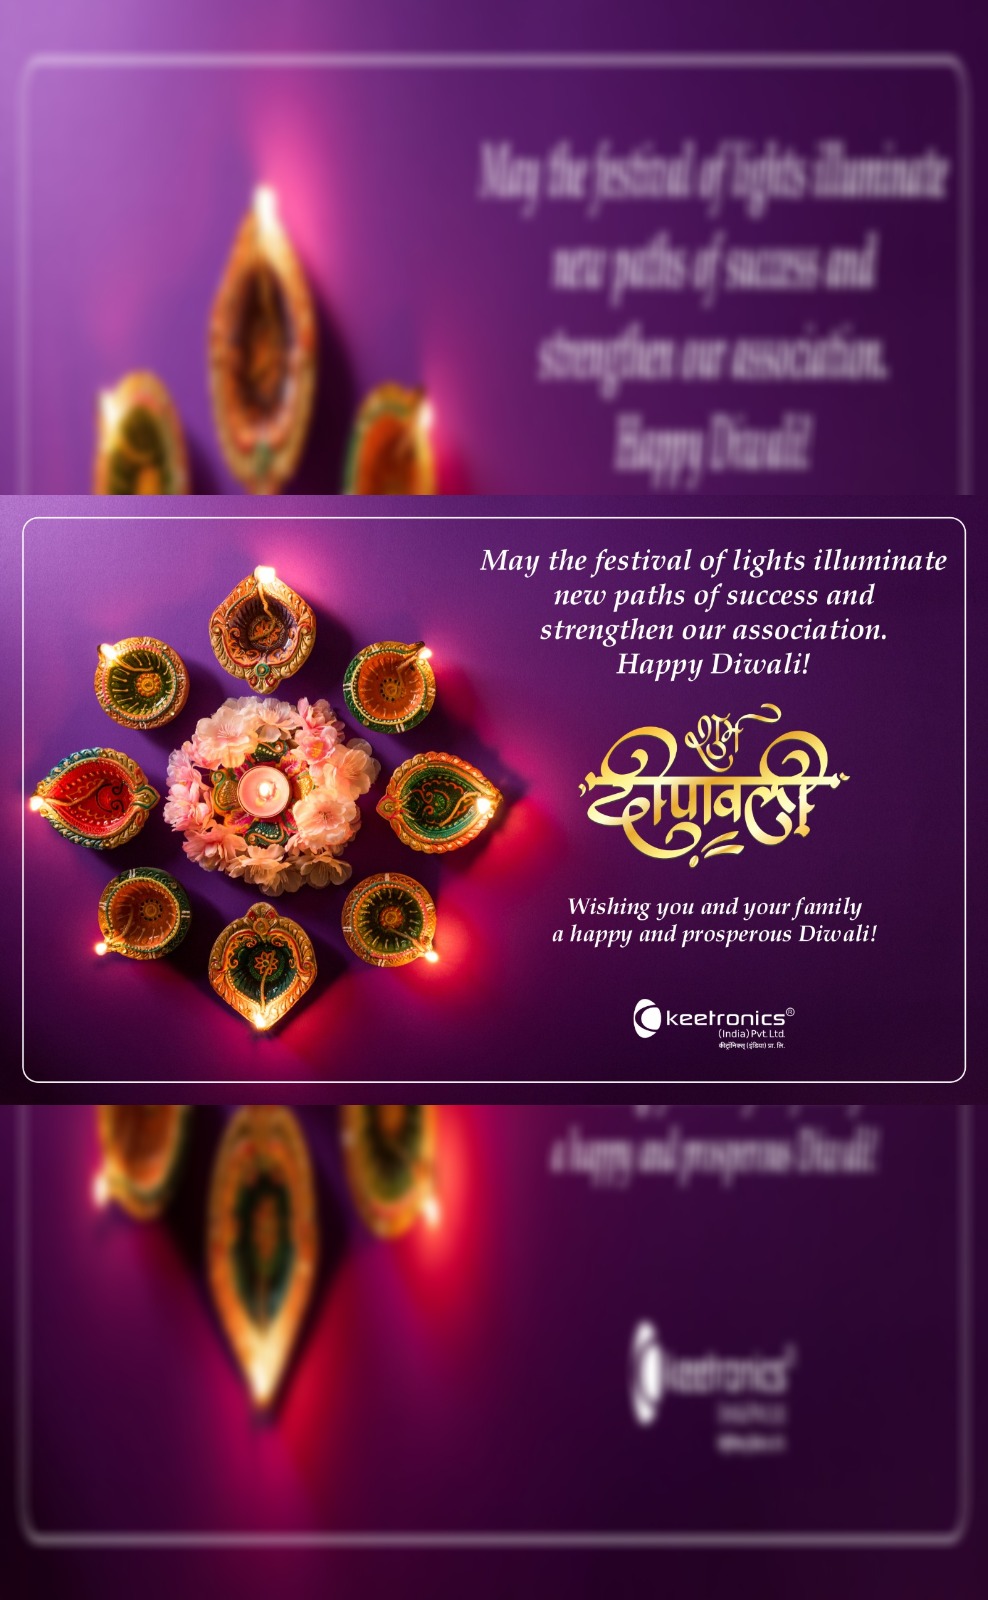 May the festival of lights illuminate
new paths of success and
strengthen our association.
Happy Diwali!
शुभ
दीपावली
Wishing you and your family
a happy and prosperous Diwali!
keetronics®
(India) Pvt. Ltd.
कीट्रॉनिक्स (इंडिया) प्रा. लि.